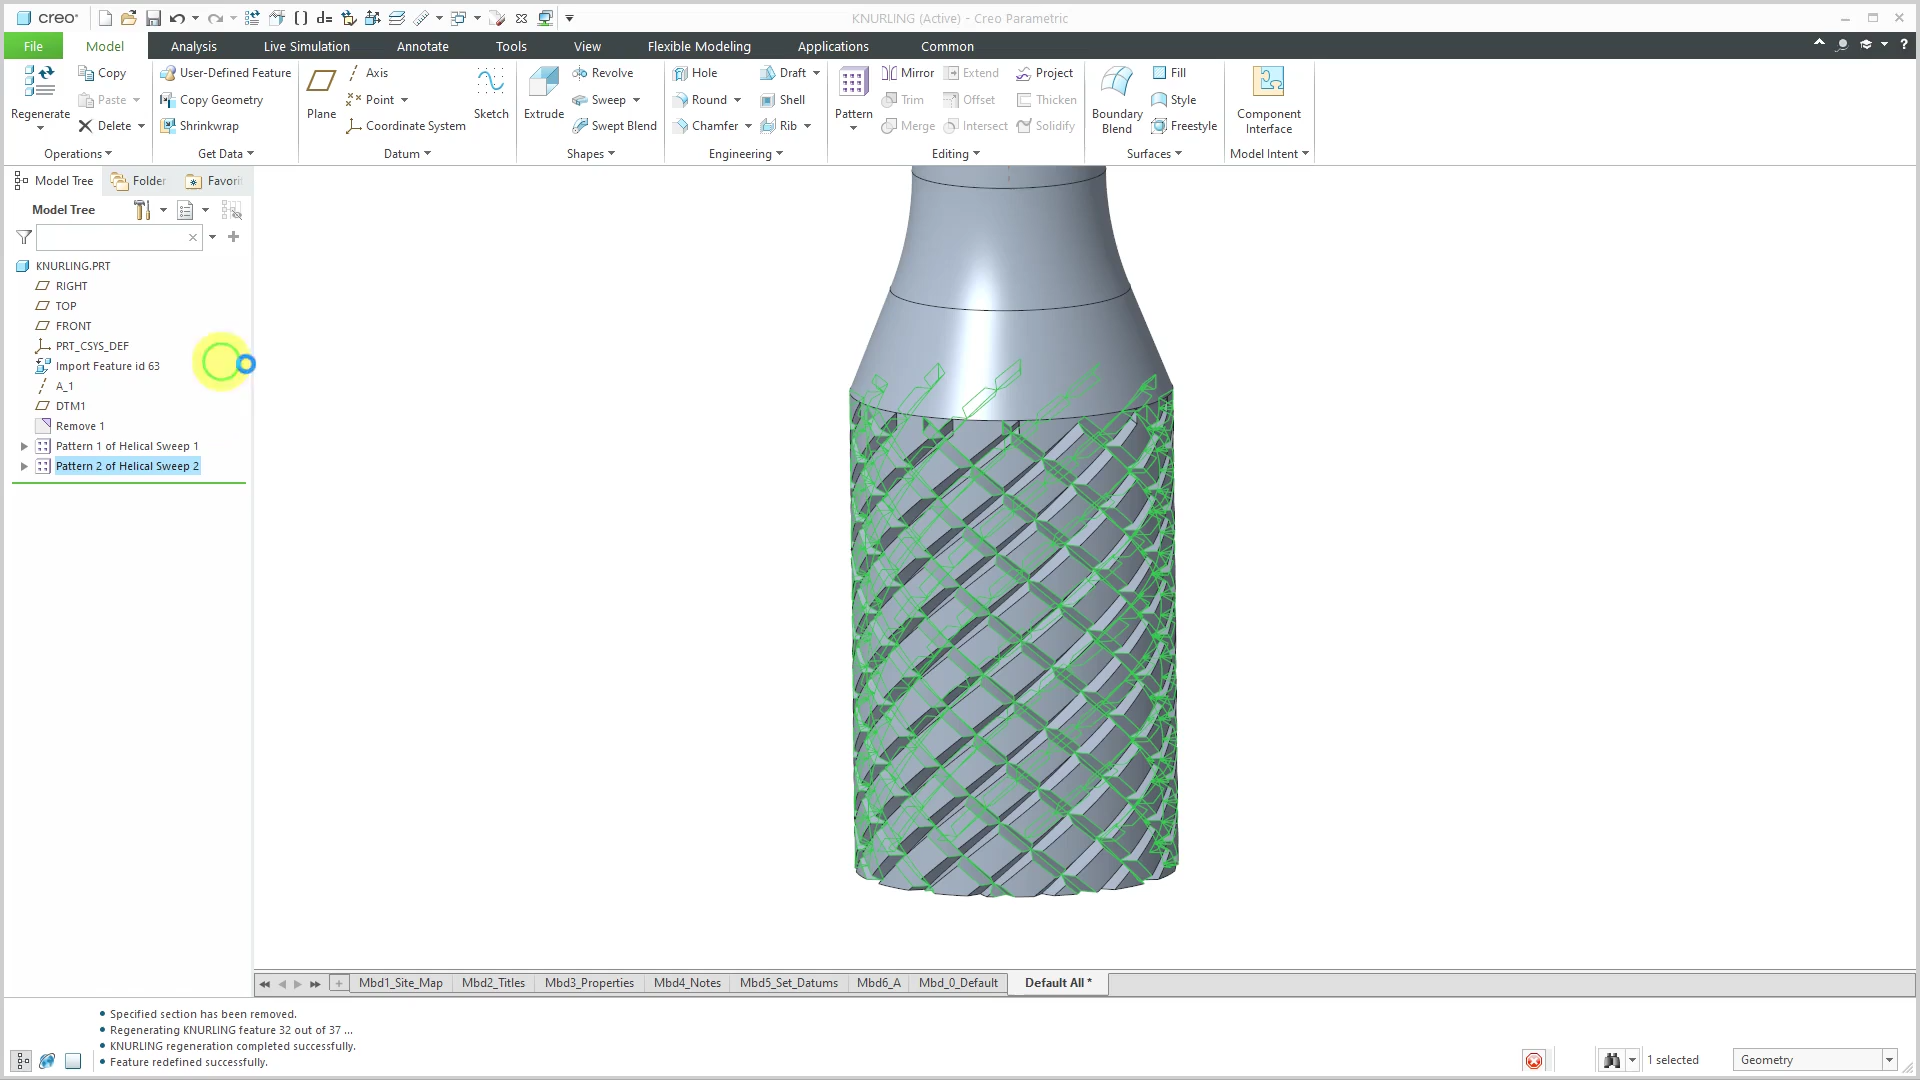 creo
d=
KNURLING (Active) - Creo Parametric
File
Model
Analysis
Live Simulation
Annotate
Tools
View
Flexible Modeling
Applications
Common
Regenerate
Copy
Paste
Delete
Operations
User-Defined Feature
Copy Geometry
Shrinkwrap
Get Data
Plane
Axis
Point
Coordinate System
Sketch
Datum
Extrude
Revolve
Sweep
Swept Blend
Shapes
Hole
Round
Chamfer
Draft
Shell
Rib
Engineering
Pattern
Mirror
Trim
Merge
Extend
Offset
Intersect
Project
Thicken
Solidify
Editing
Boundary
Blend
Fill
Style
Freestyle
Surfaces
Component
Interface
Model Intent
Model Tree
Folder
Favori
Model Tree
KNURLING.PRT
RIGHT
TOP
FRONT
PRT_CSYS_DEF
Import Feature id 63
A_1
DTM1
Remove 1
Pattern 1 of Helical Sweep 1
Pattern 2 of Helical Sweep 2
Mbd1_Site_Map
Mbd2_Titles
Mbd3_Properties
Mbd4_Notes
Mbd5_Set_Datums
Mbd6_A
Mbd_0_Default
Default All *
• Specified section has been removed.
• Regenerating KNURLING feature 32 out of 37 ...
• KNURLING regeneration completed successfully.
• Feature redefined successfully.
1 selected
Geometry